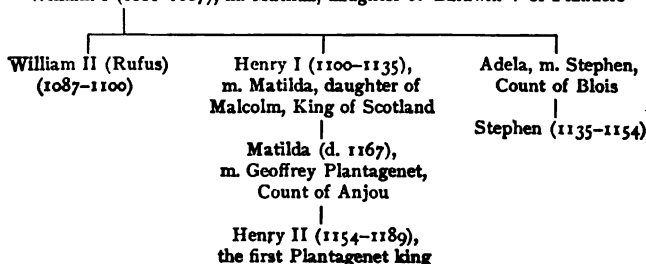 William II (Rufus)
(1087–1100)
Henry I (1100–1135),
m. Matilda, daughter of
Malcolm, King of Scotland
Matilda (d. 1167),
m. Geoffrey Plantagenet,
Count of Anjou
Henry II (1154–1189),
the first Plantagenet king
Adela, m. Stephen,
Count of Blois
Stephen (1135–1154)